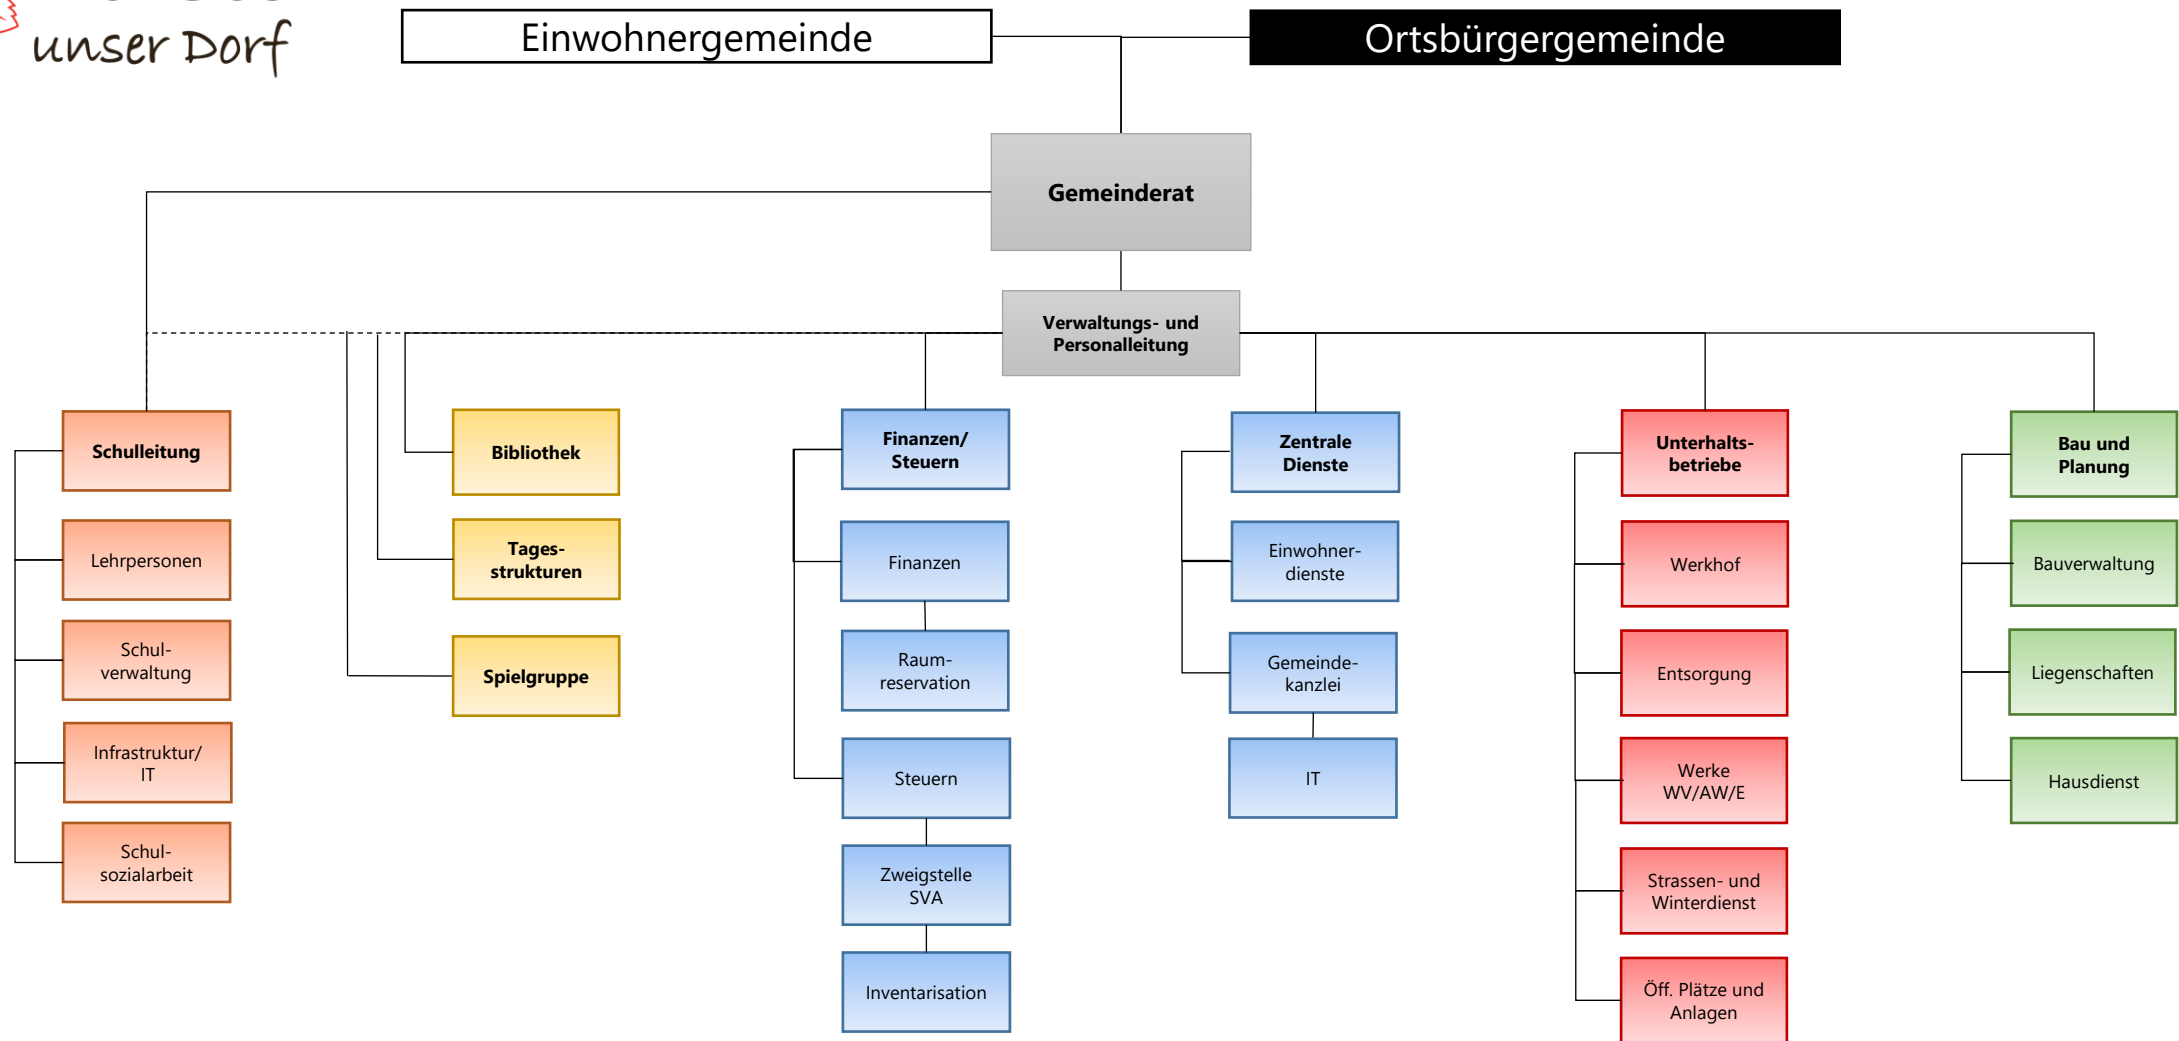 unser Dorf
Einwohnergemeinde
Ortsbürgergemeinde
Gemeinderat
Verwaltungs- und
Personalleitung
Schulleitung
Lehrpersonen
Schul-
verwaltung
Infrastruktur/
IT
Schul-
sozialarbeit
Bibliothek
Tages-
strukturen
Spielgruppe
Finanzen/
Steuern
Finanzen
Raum-
reservation
Steuern
Zweigstelle
SVA
Inventarisation
Zentrale
Dienste
Einwohner-
dienste
Gemeinde-
kanzlei
IT
Unterhalts-
betriebe
Werkhof
Entsorgung
Werke
WV/AW/E
Strassen- und
Winterdienst
Öff. Plätze und
Anlagen
Bau und
Planung
Bauverwaltung
Liegenschaften
Hausdienst